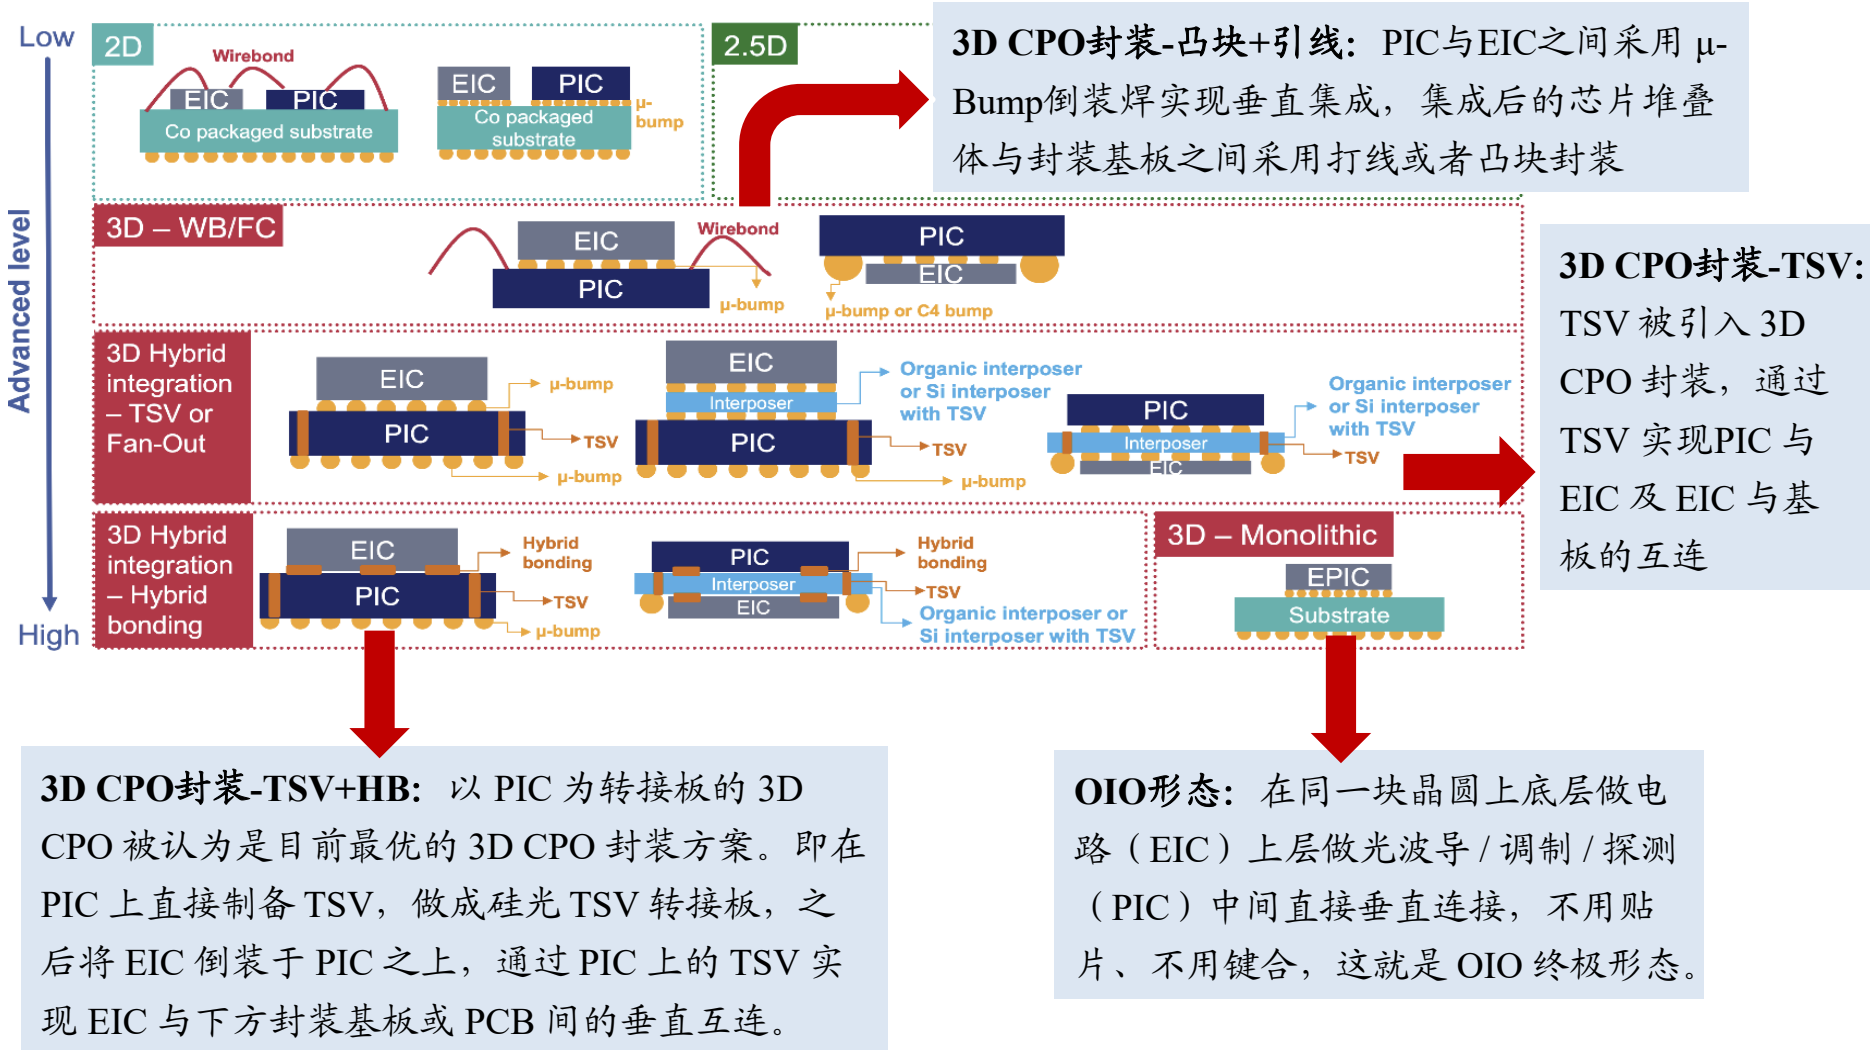 Low
Advanced level
High
2D
Wirebond
EIC
PIC
Co packaged substrate
EIC
PIC
μ-
bump
Co packaged
substrate
2.5D
3D CPO封装-凸块+引线：PIC与EIC之间采用 μ-
Bump倒装焊实现垂直集成，集成后的芯片堆叠
体与封装基板之间采用打线或者凸块封装
3D – WB/FC
EIC
Wirebond
PIC
μ-bump
PIC
EIC
μ-bump or C4 bump
3D CPO封装-TSV：
TSV 被引入 3D
CPO 封装，通过
TSV 实现PIC 与
EIC 及 EIC 与基
板的互连
3D Hybrid
integration
– TSV or
Fan-Out
EIC
μ-bump
PIC
TSV
μ-bump
EIC
Organic interposer
or Si interposer
with TSV
Interposer
PIC
TSV
μ-bump
PIC
Organic interposer
or Si interposer
with TSV
Interposer
TSV
EIC
3D Hybrid
integration
– Hybrid
bonding
EIC
Hybrid
bonding
PIC
TSV
μ-bump
PIC
Hybrid
bonding
Interposer
TSV
EIC
Organic interposer or
Si interposer with TSV
3D – Monolithic
EPIC
Substrate
3D CPO封装-TSV+HB：以 PIC 为转接板的 3D
CPO 被认为是目前最优的 3D CPO 封装方案。即在
PIC 上直接制备 TSV，做成硅光 TSV 转接板，之
后将 EIC 倒装于 PIC 之上，通过 PIC 上的 TSV 实
现 EIC 与下方封装基板或 PCB 间的垂直互连。
OIO形态：在同一块晶圆上底层做电
路（EIC）上层做光波导 / 调制 / 探测
（PIC）中间直接垂直连接，不用贴
片、不用键合，这就是 OIO 终极形态。